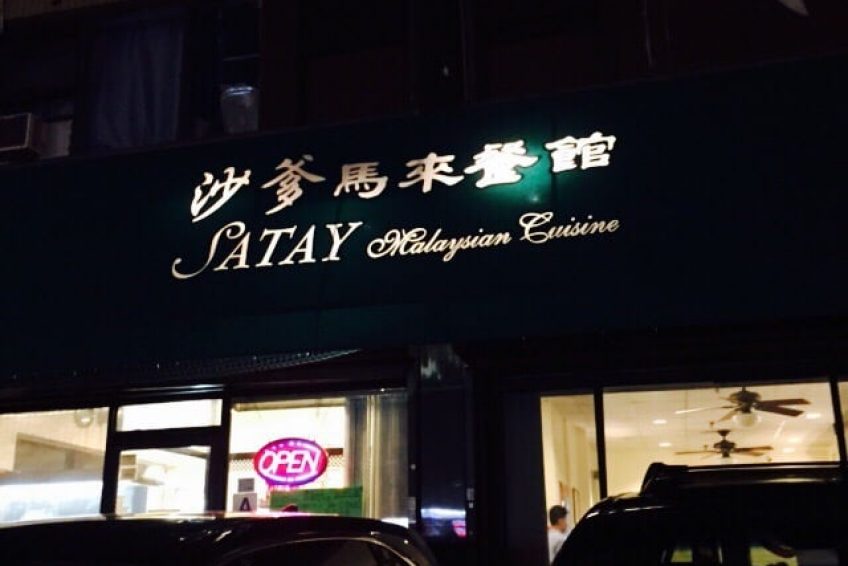 沙爹馬來餐館
SATAY Malaysian Cuisine
OPEN
A